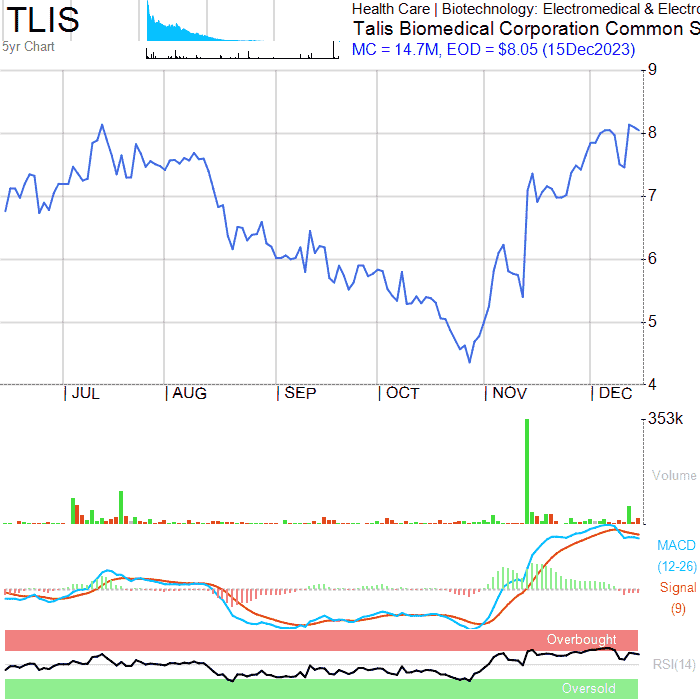 TLIS
5yr Chart
Health Care | Biotechnology: Electromedical & Electro
Talis Biomedical Corporation Common S
MC = 14.7M, EOD = $8.05 (15Dec2023)
9
8
7
6
5
4
JUL AUG SEP OCT NOV DEC
353k
Volume
MACD
(12-26)
Signal
(9)
Overbought
RSI(14)
Oversold